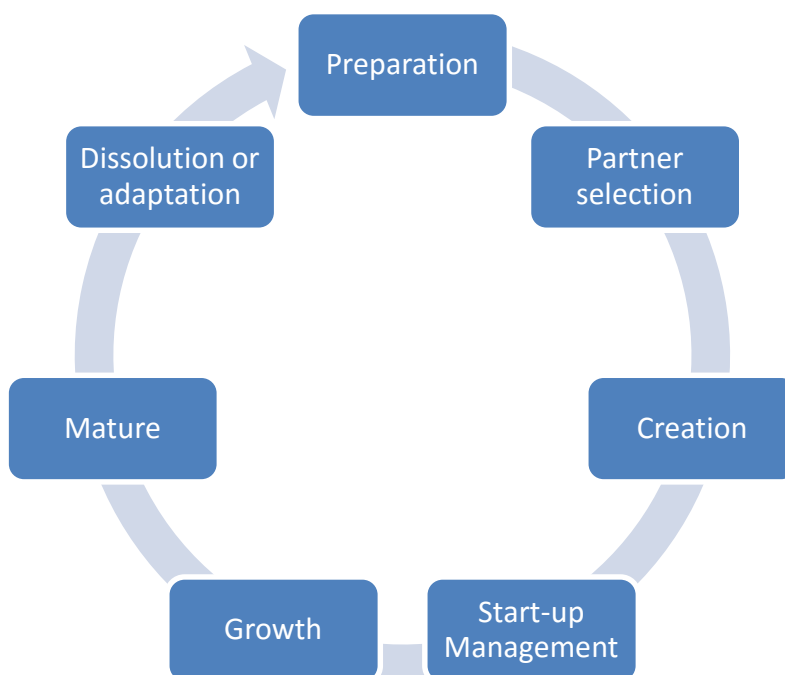 Preparation
Partner
selection
Creation
Start-up
Management
Growth
Mature
Dissolution or
adaptation